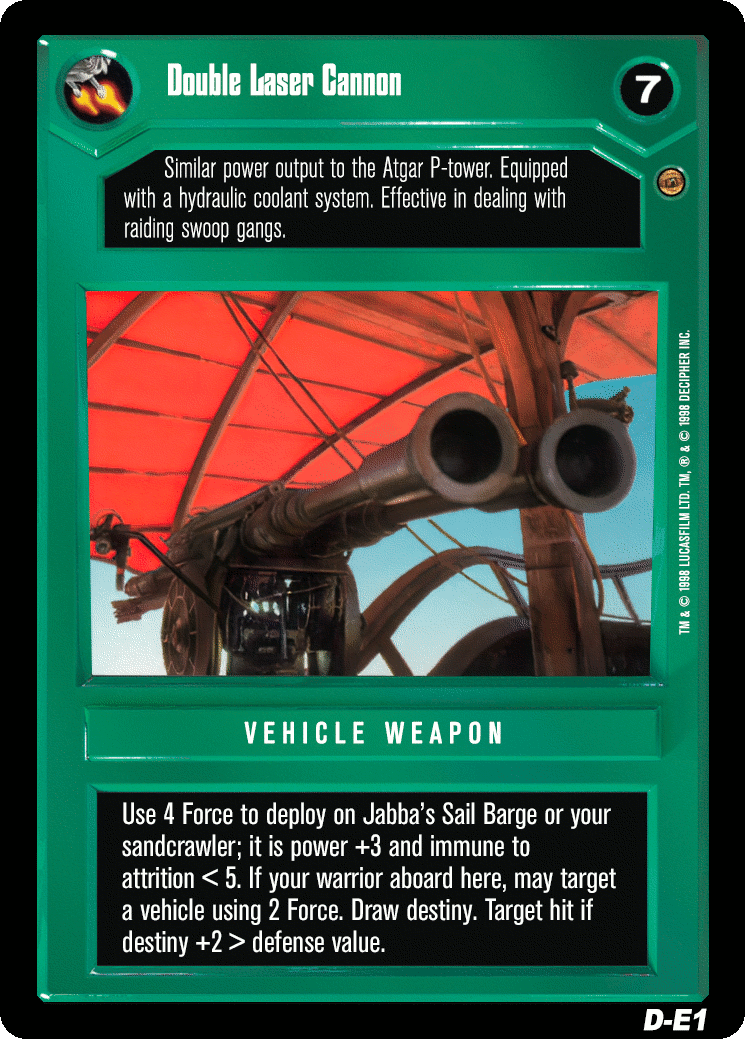 Double Laser Cannon
7
Similar power output to the Atgar P-tower. Equipped
with a hydraulic coolant system. Effective in dealing with
raiding swoop gangs.
TM & © 1998 LUCASFILM LTD. TM, ® & © 1998 DECIPHER INC.
VEHICLE WEAPON
Use 4 Force to deploy on Jabba's Sail Barge or your
sandcrawler; it is power +3 and immune to
attrition < 5. If your warrior aboard here, may target
a vehicle using 2 Force. Draw destiny. Target hit if
destiny +2 > defense value.
D-E1